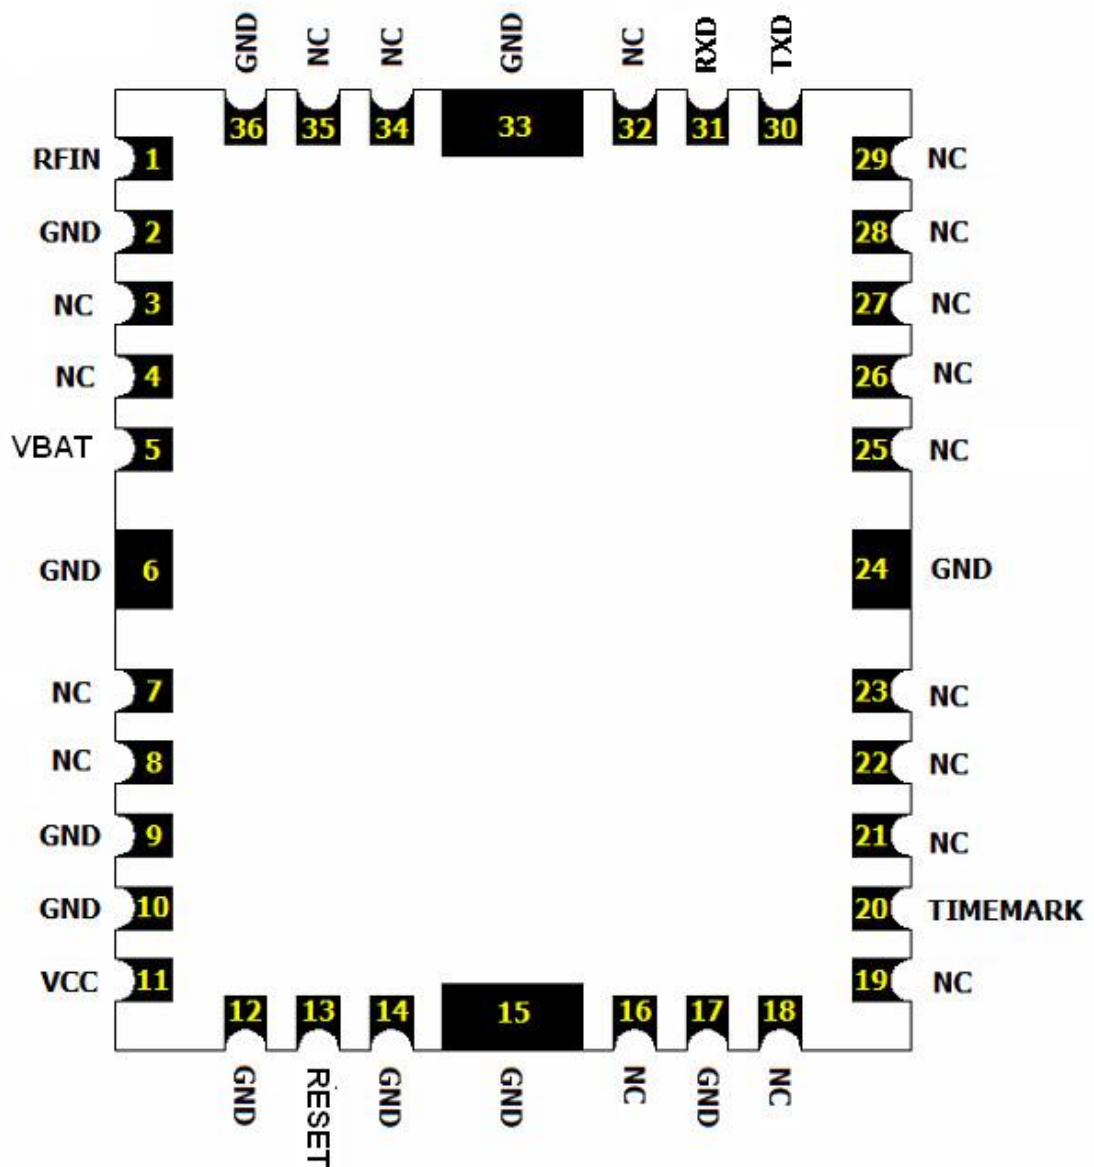 GND NC NC GND NC RXD TXD
36 35 34 33 32 31 30
RFIN 1 29 NC
GND 2 28 NC
NC 3 27 NC
NC 4 26 NC
VBAT 5 25 NC
GND 6 24 GND
NC 7 23 NC
NC 8 22 NC
GND 9 21 NC
GND 10 20 TIMEMARK
VCC 11 19 NC
12 13 14 15 16 17 18
GND RESET GND GND NC GND NC